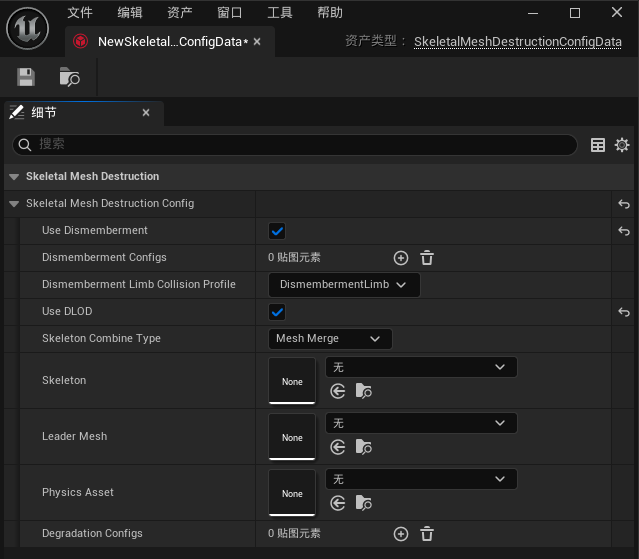 文件 编辑 资产 窗口 工具 帮助
NewSkeletal...ConfigData* 资产类型： SkeletalMeshDestructionConfigData
细节
搜索
Skeletal Mesh Destruction
Skeletal Mesh Destruction Config
Use Dismemberment
Dismemberment Configs 0 贴图元素
Dismemberment Limb Collision Profile DismembermentLimb
Use DLOD
Skeleton Combine Type Mesh Merge
Skeleton None 无
Leader Mesh None 无
Physics Asset None 无
Degradation Configs 0 贴图元素